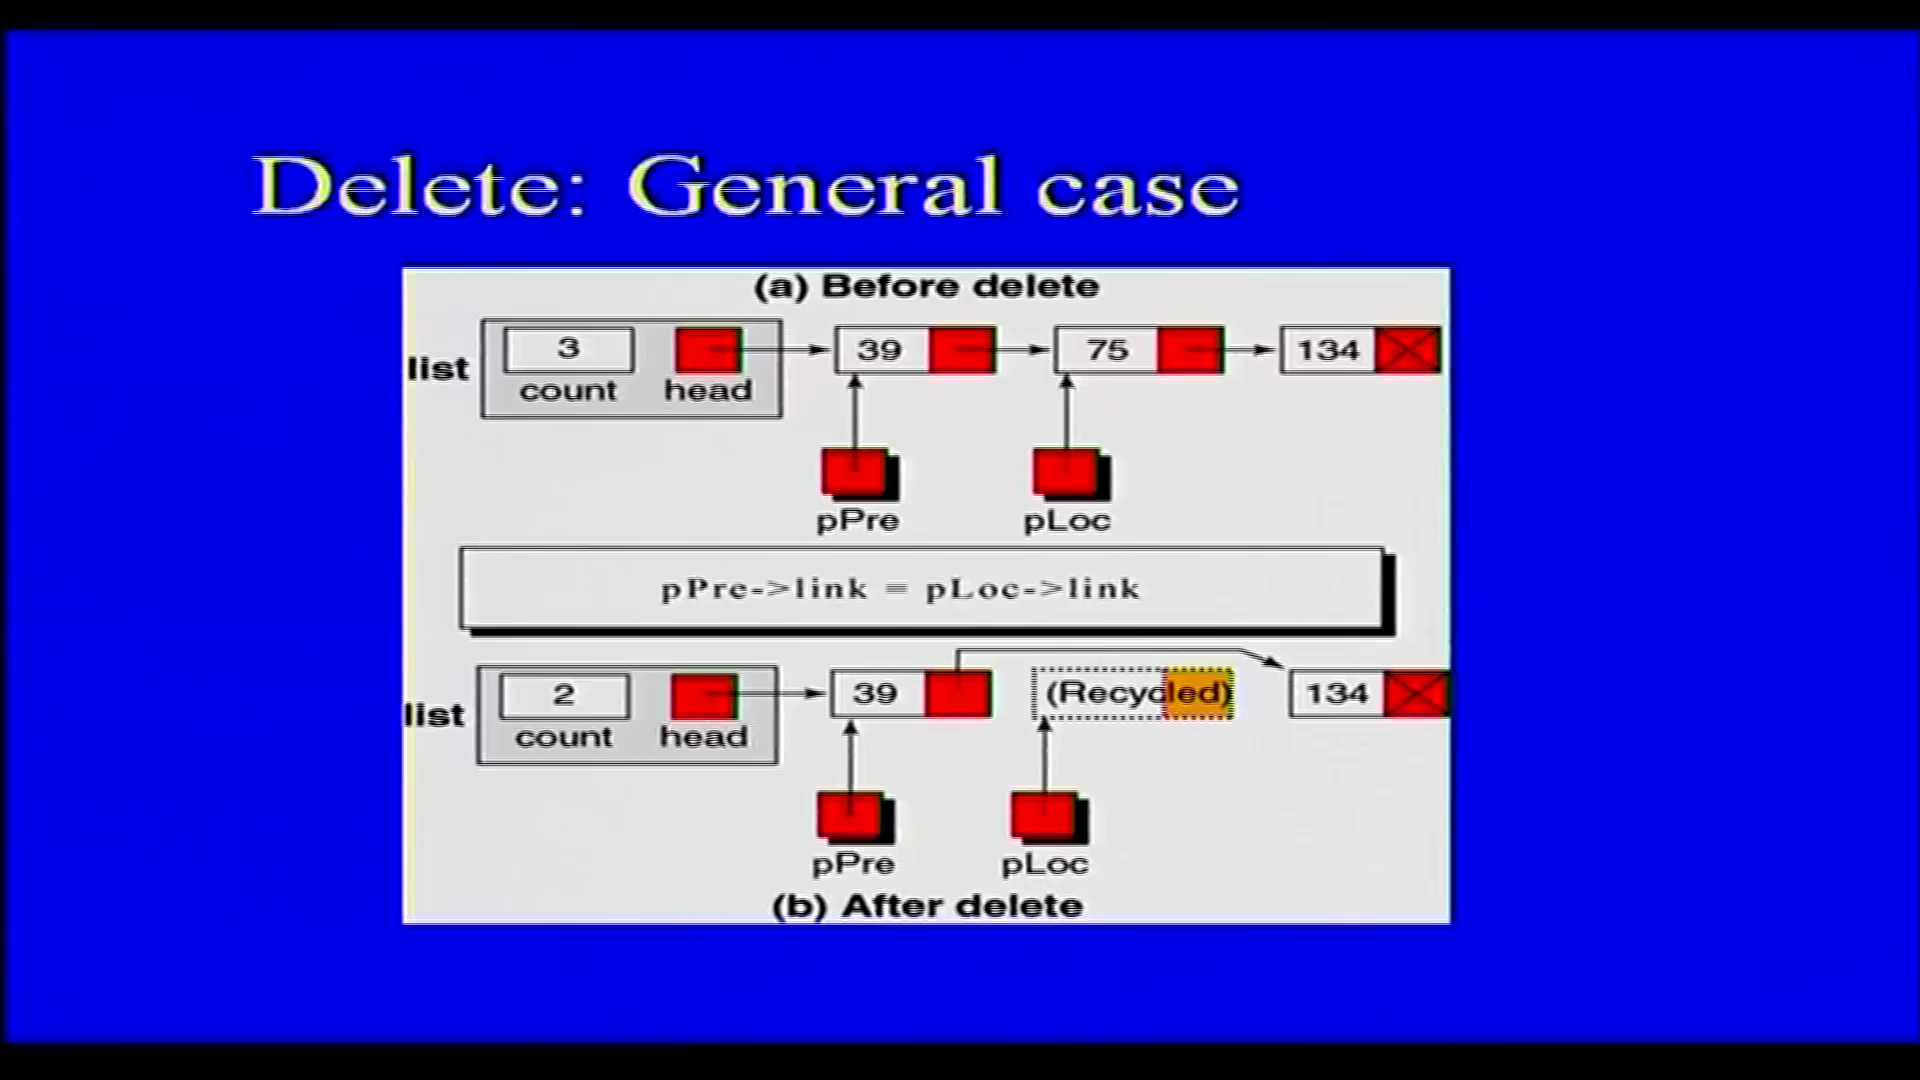 Delete: General case
(a) Before delete
list 3 39 75 134
count head
pPre pLoc
pPre->link = pLoc->link
list 2 39 (Recycled) 134
count head
pPre pLoc
(b) After delete